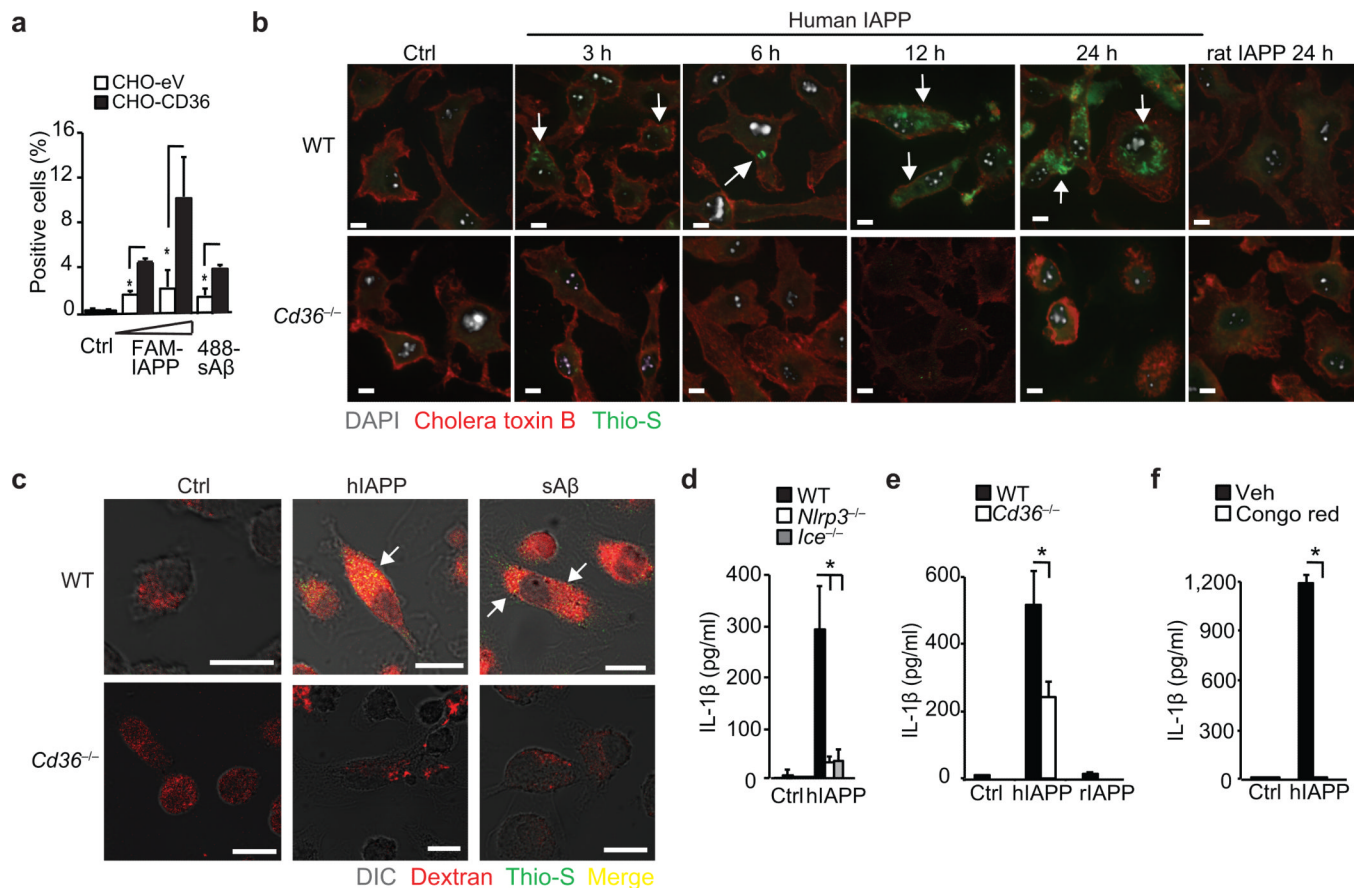 a
CHO-eV
CHO-CD36
Positive cells (%)
16
12
8
4
0
*
*
*
Ctrl
FAM-
IAPP
488-
sAβ
b
Human IAPP
Ctrl
3 h
6 h
12 h
24 h
rat IAPP 24 h
WT
Cd36–/–
DAPI Cholera toxin B Thio-S
c
Ctrl
hIAPP
sAβ
WT
Cd36–/–
DIC Dextran Thio-S Merge
d
WT
Nlrp3–/–
Ice–/–
*
IL-1β (pg/ml)
400
300
200
100
0
Ctrl hIAPP
e
WT
Cd36–/–
*
IL-1β (pg/ml)
600
400
200
0
Ctrl hIAPP rIAPP
f
Veh
Congo red
*
IL-1β (pg/ml)
1,200
900
600
300
0
Ctrl hIAPP